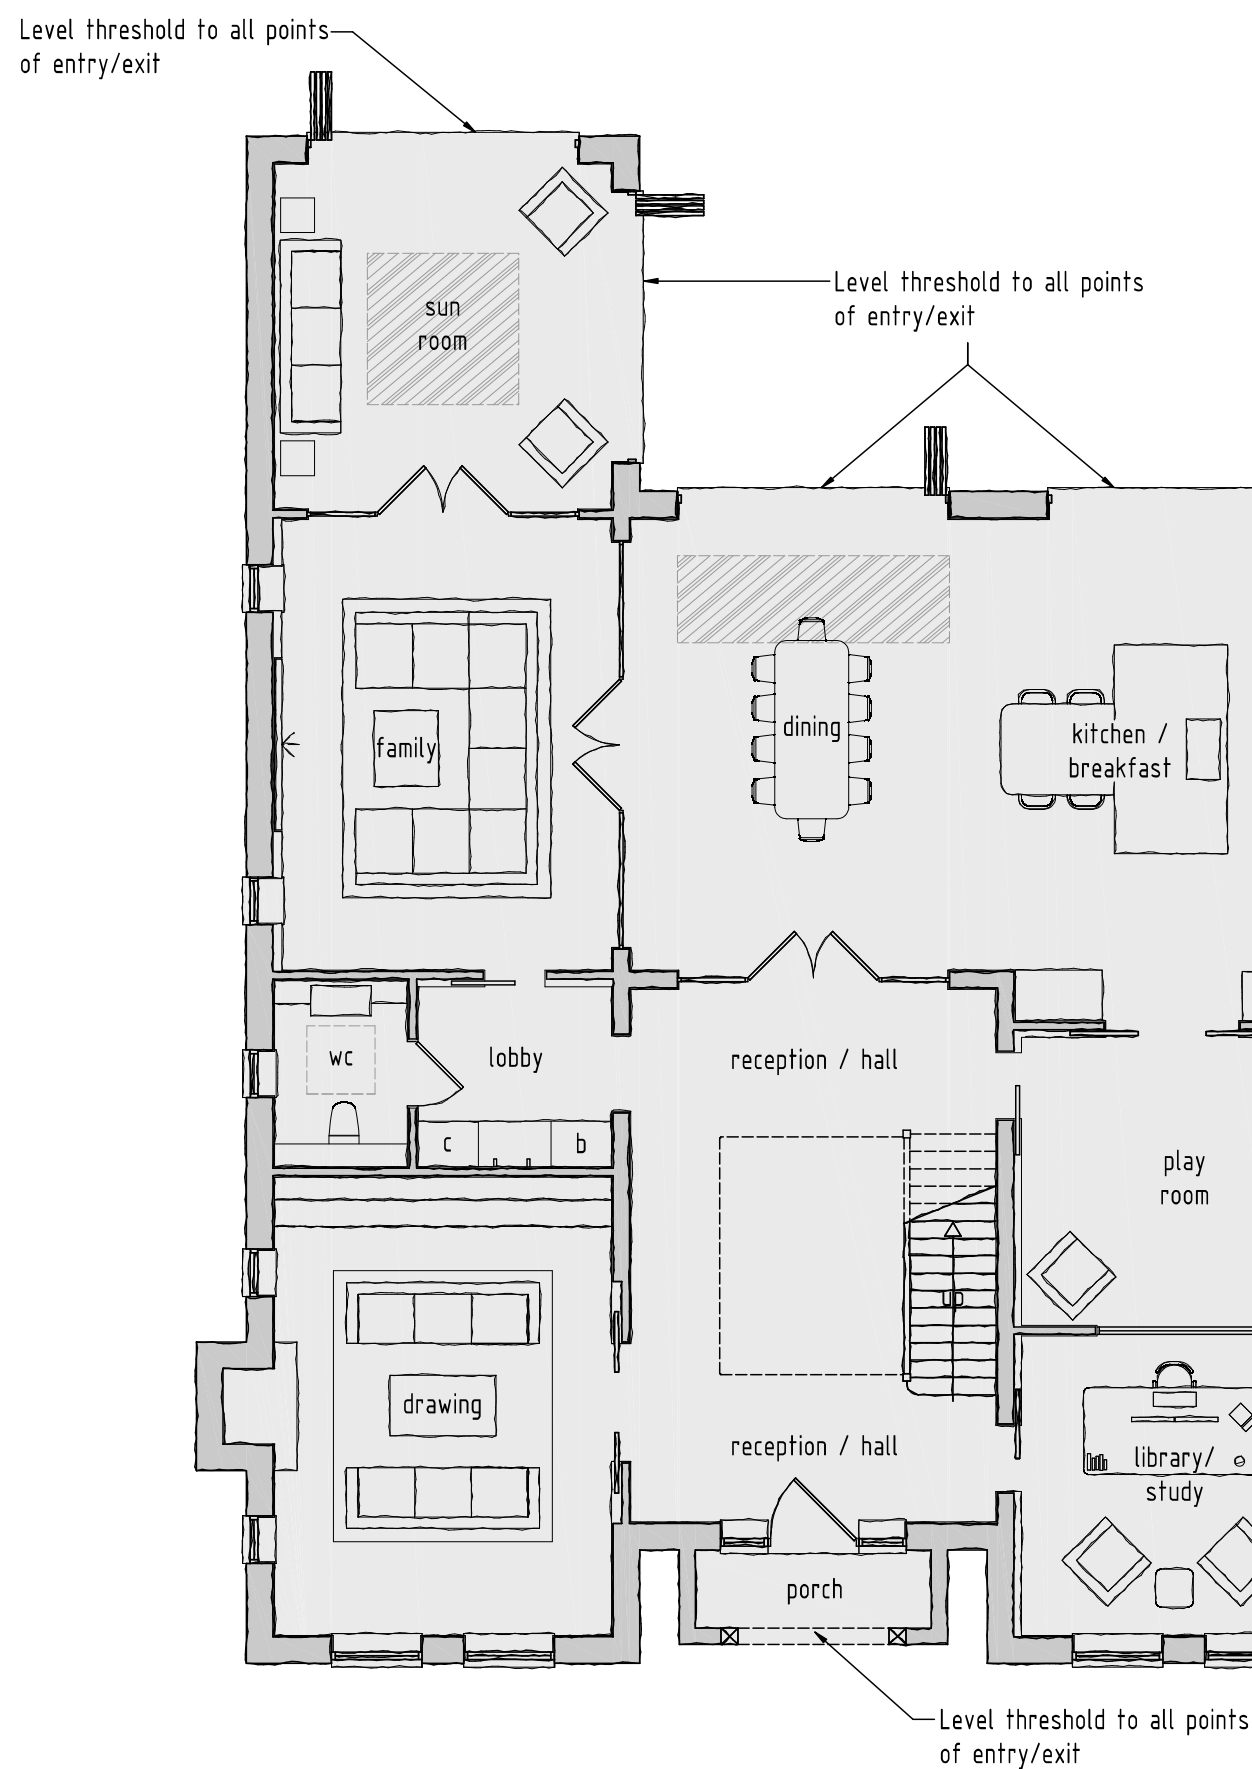 Level threshold to all points
of entry/exit
Level threshold to all points
of entry/exit
sun
room
family
dining
kitchen /
breakfast
wc
lobby
reception / hall
c
b
play
room
drawing
reception / hall
library/
study
porch
Level threshold to all points
of entry/exit